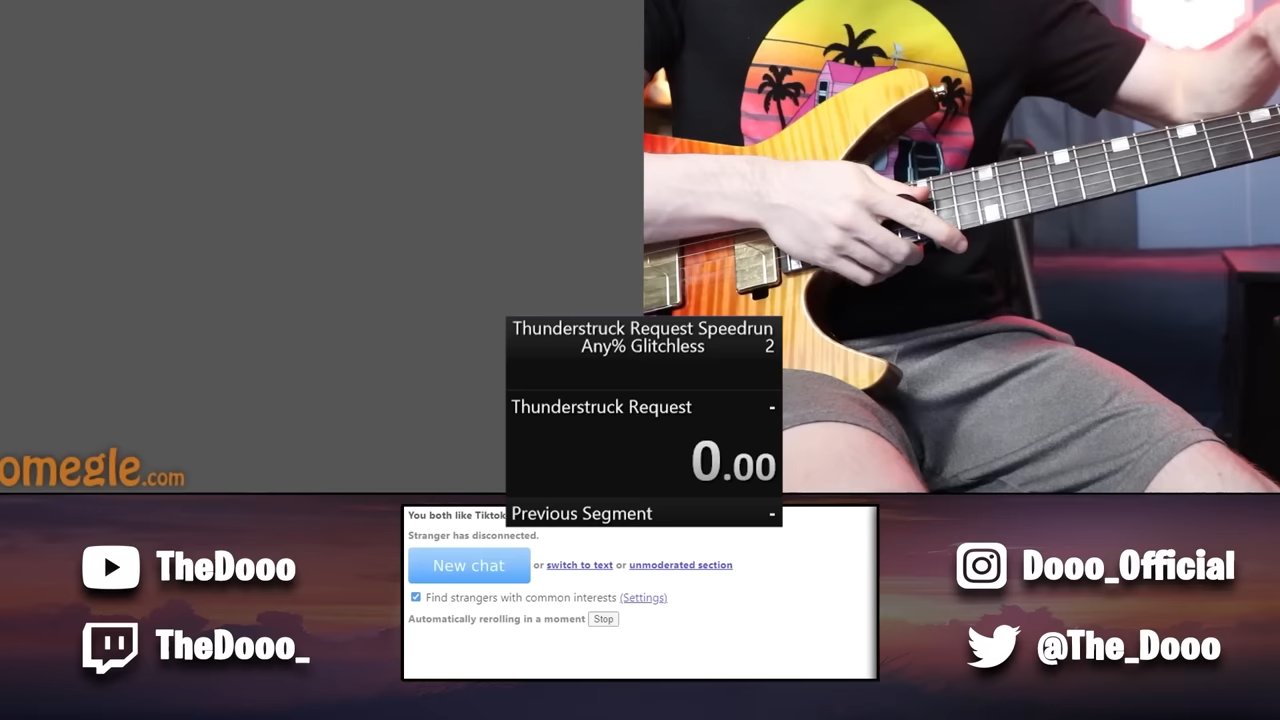 Thunderstruck Request Speedrun
Any% Glitchless 2
Thunderstruck Request -
0.00
Previous Segment -
omegle.com
You both like Tiktok
Stranger has disconnected.
New chat or switch to text or unmoderated section
Find strangers with common interests (Settings)
Automatically rerolling in a moment Stop
TheDooo
TheDooo_
Dooo_Official
@The_Dooo